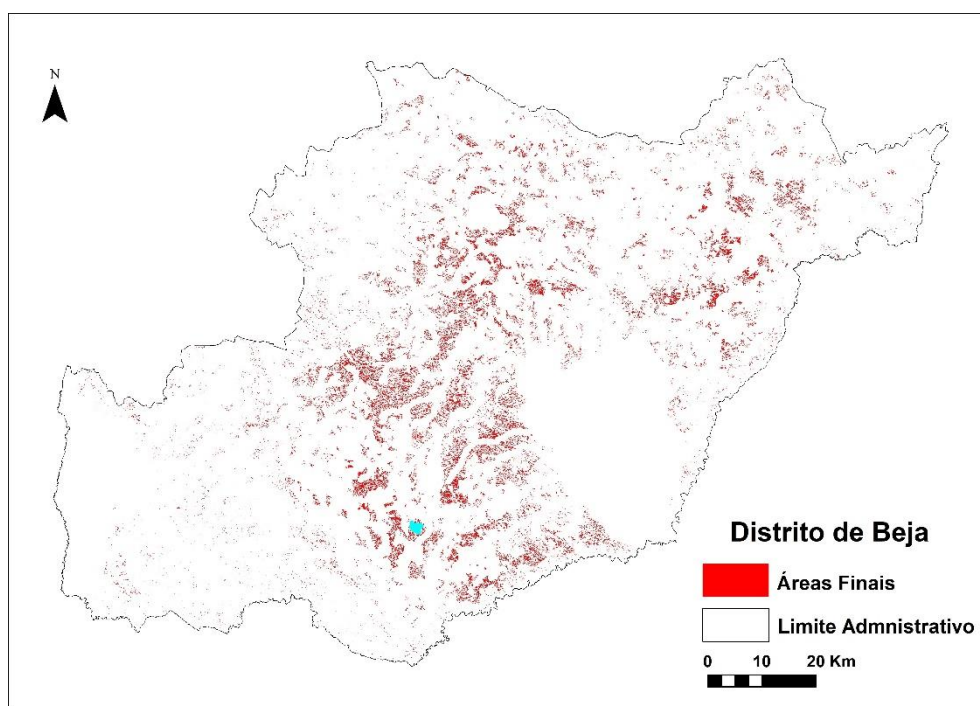 N
Distrito de Beja
Áreas Finais
Limite Admnistrativo
0 10 20 Km